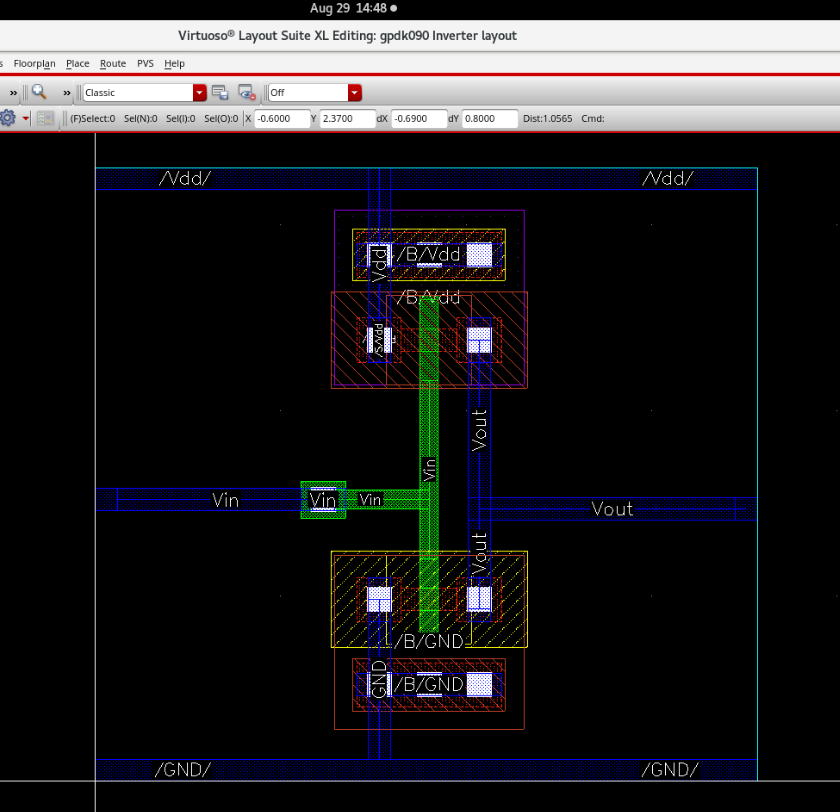 Aug 29 14:48
Virtuoso® Layout Suite XL Editing: gpdk090 Inverter layout
s Floorplan Place Route PVS Help
» » Classic Off
(F)Select:0 Sel(N):0 Sel(I):0 Sel(O):0 X -0.6000 Y 2.3700 dX -0.6900 dY 0.8000 Dist:1.0565 Cmd:
/Vdd/ /Vdd/
Vdd /B/Vdd
/B/Vdd
/S/Vdd
Vout
Vin
Vin Vin Vin Vout
Vout
/B/GND
GND /B/GND
/GND/ /GND/